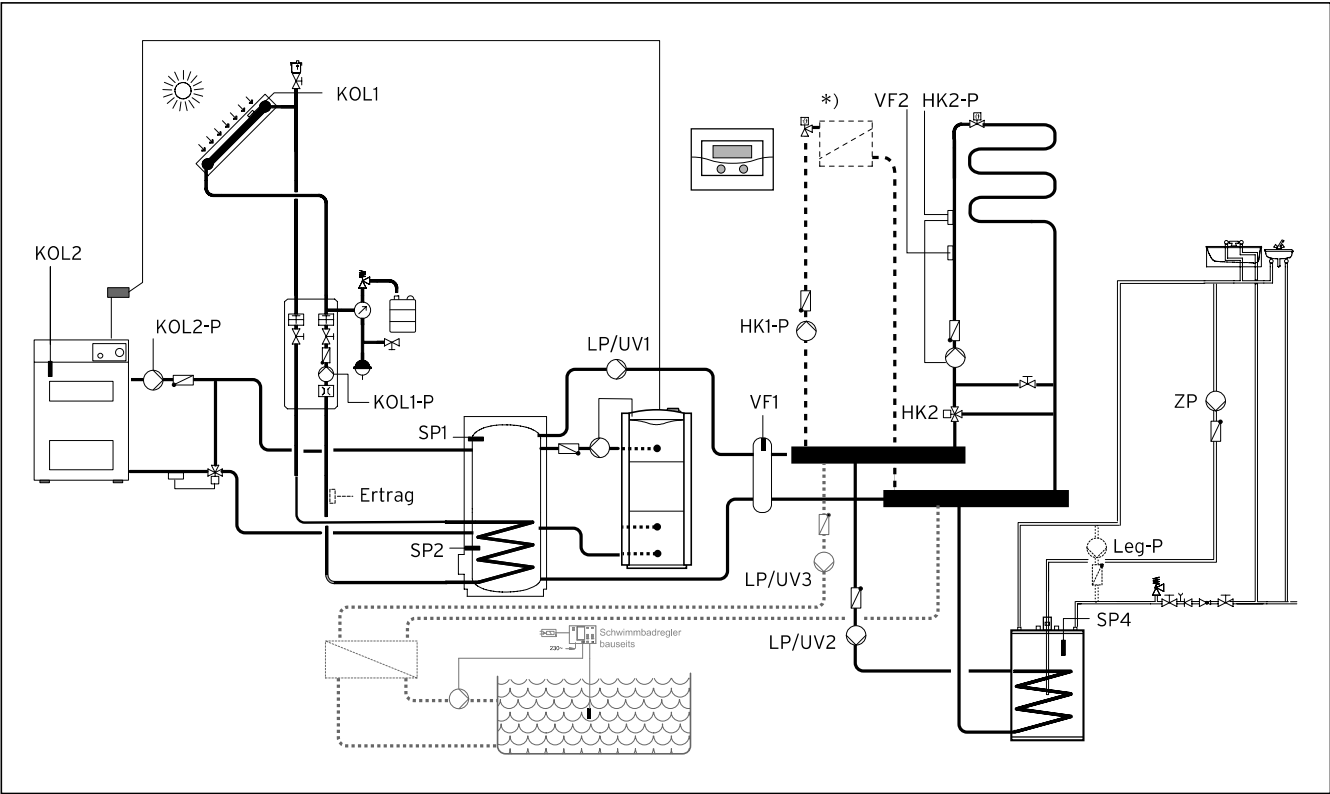 *)
VF2
HK2-P
KOL1
KOL2
KOL2-P
LP/UV1
HK1-P
KOL1-P
VF1
HK2
ZP
SP1
Ertrag
SP2
Leg-P
LP/UV3
SP4
LP/UV2
Schwimmbadregler
bauseits
230~